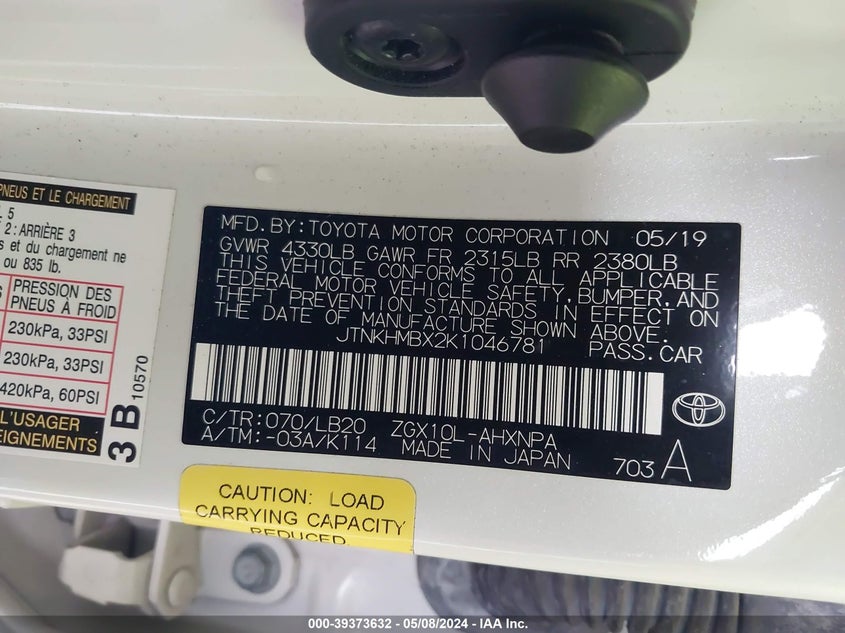 PNEUS ET LE CHARGEMENT
5
2 : ARRIÈRE 3
et du chargement ne
ou 835 lb.
PRESSION DES
PNEUS À FROID
230kPa, 33PSI
230kPa, 33PSI
420kPa, 60PSI
L'USAGER
3 B 10570
MFD. BY: TOYOTA MOTOR CORPORATION 05/19
GVWR 4330LB GAWR FR 2315LB RR 2380LB
THIS VEHICLE CONFORMS TO ALL APPLICABLE
FEDERAL MOTOR VEHICLE SAFETY, BUMPER, AND
THEFT PREVENTION STANDARDS IN EFFECT ON
THE DATE OF MANUFACTURE SHOWN ABOVE.
JTNKHMBX2K1046781 PASS. CAR
C/TR: 070/LB20 ZGX10L-AHXNPA
A/TM: -03A/K114 MADE IN JAPAN 703 A
CAUTION: LOAD
CARRYING CAPACITY
REDUCED
000-39373632 - 05/08/2024 - IAA Inc.